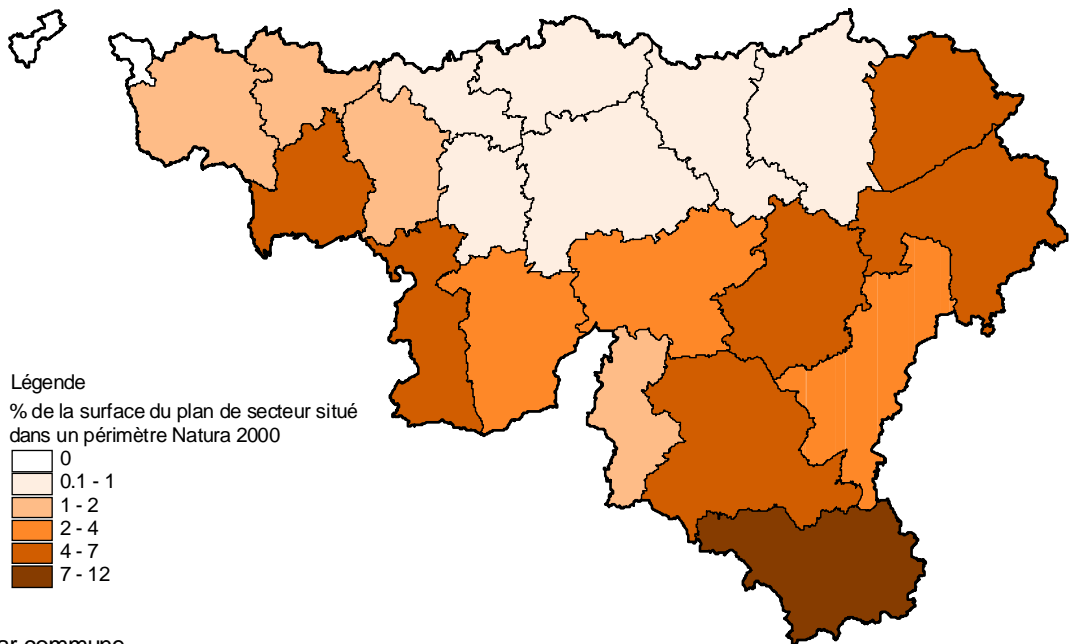 Légende
% de la surface du plan de secteur situé
dans un périmètre Natura 2000
0
0.1 - 1
1 - 2
2 - 4
4 - 7
7 - 12
commune